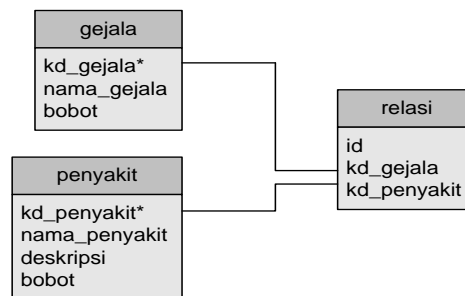 gejala
kd_gejala*
nama_gejala
bobot
penyakit
kd_penyakit*
nama_penyakit
deskripsi
bobot
relasi
id
kd_gejala
kd_penyakit